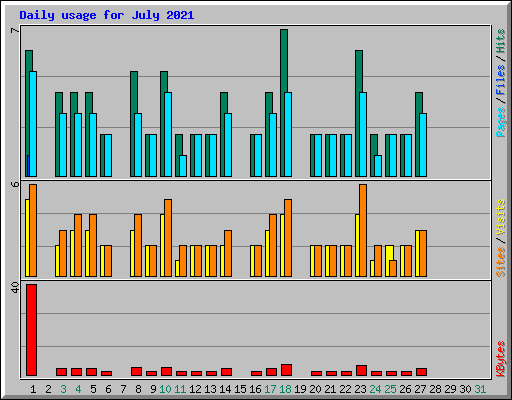 Daily usage for July 2021
7
Pages / Files / Hits
6
Sites / Visits
40
KBytes
1 2 3 4 5 6 7 8 9 10 11 12 13 14 15 16 17 18 19 20 21 22 23 24 25 26 27 28 29 30 31